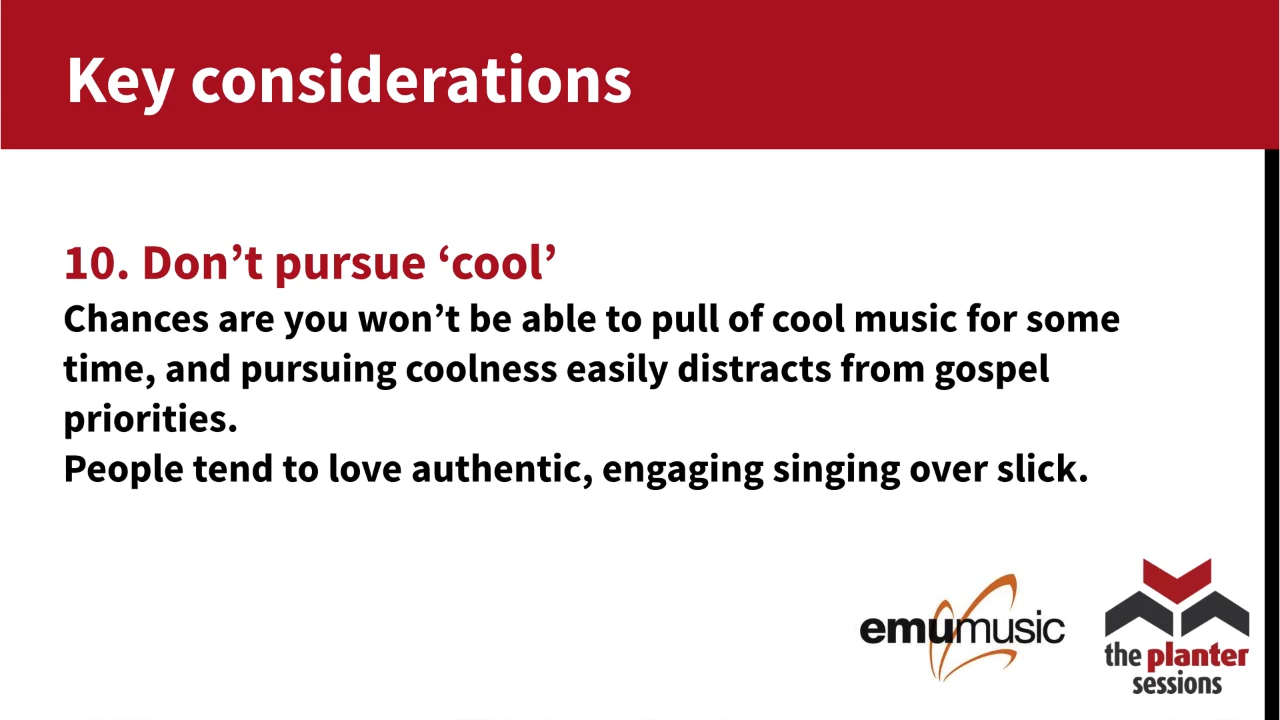 Key considerations
10. Don’t pursue ‘cool’
Chances are you won’t be able to pull of cool music for some
time, and pursuing coolness easily distracts from gospel
priorities.
People tend to love authentic, engaging singing over slick.
emumusic
the planter
sessions